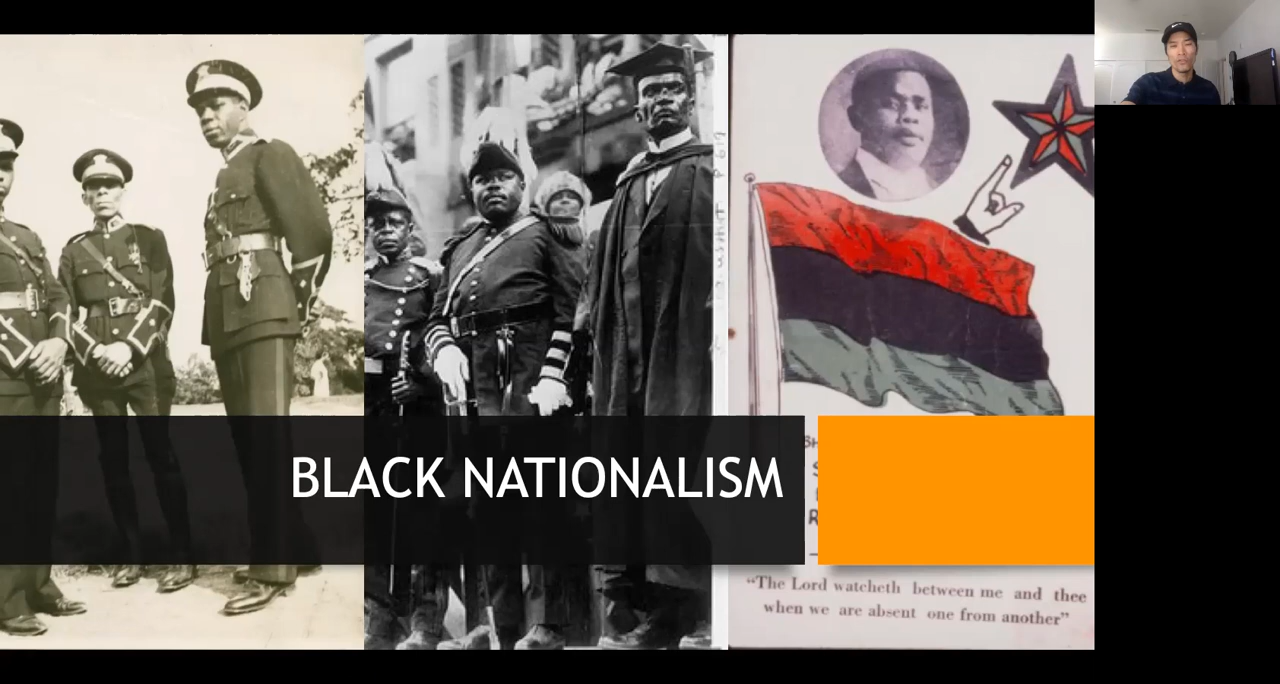 BLACK NATIONALISM
“The Lord watcheth between me and thee
when we are absent one from another”